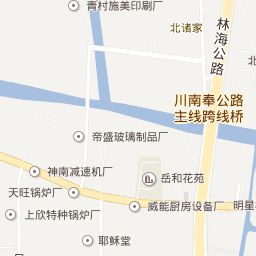 青村施美印刷厂
北诸家
林海公路
川南奉公路
主线跨线桥
帝盛玻璃制品厂
神南减速机厂
岳和花苑
天旺锅炉厂
上欣特种锅炉厂
威能厨房设备厂
明星
耶稣堂